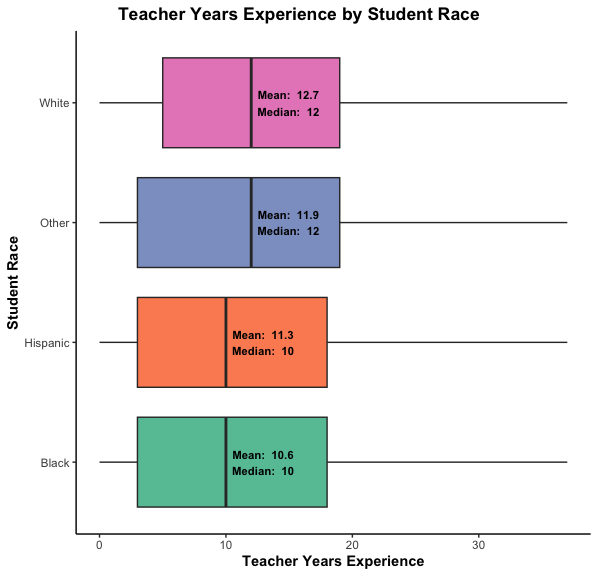 Teacher Years Experience by Student Race
White
Mean: 12.7
Median: 12
Other
Mean: 11.9
Median: 12
Student Race
Hispanic
Mean: 11.3
Median: 10
Black
Mean: 10.6
Median: 10
0 10 20 30
Teacher Years Experience